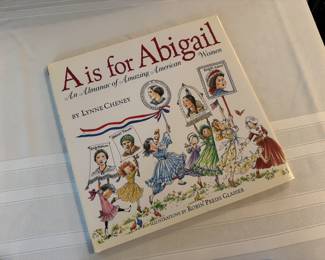 A is for Abigail
An Almanac of Amazing American Women
BY LYNNE CHENEY
ILLUSTRATIONS BY ROBIN PREISS GLASSER